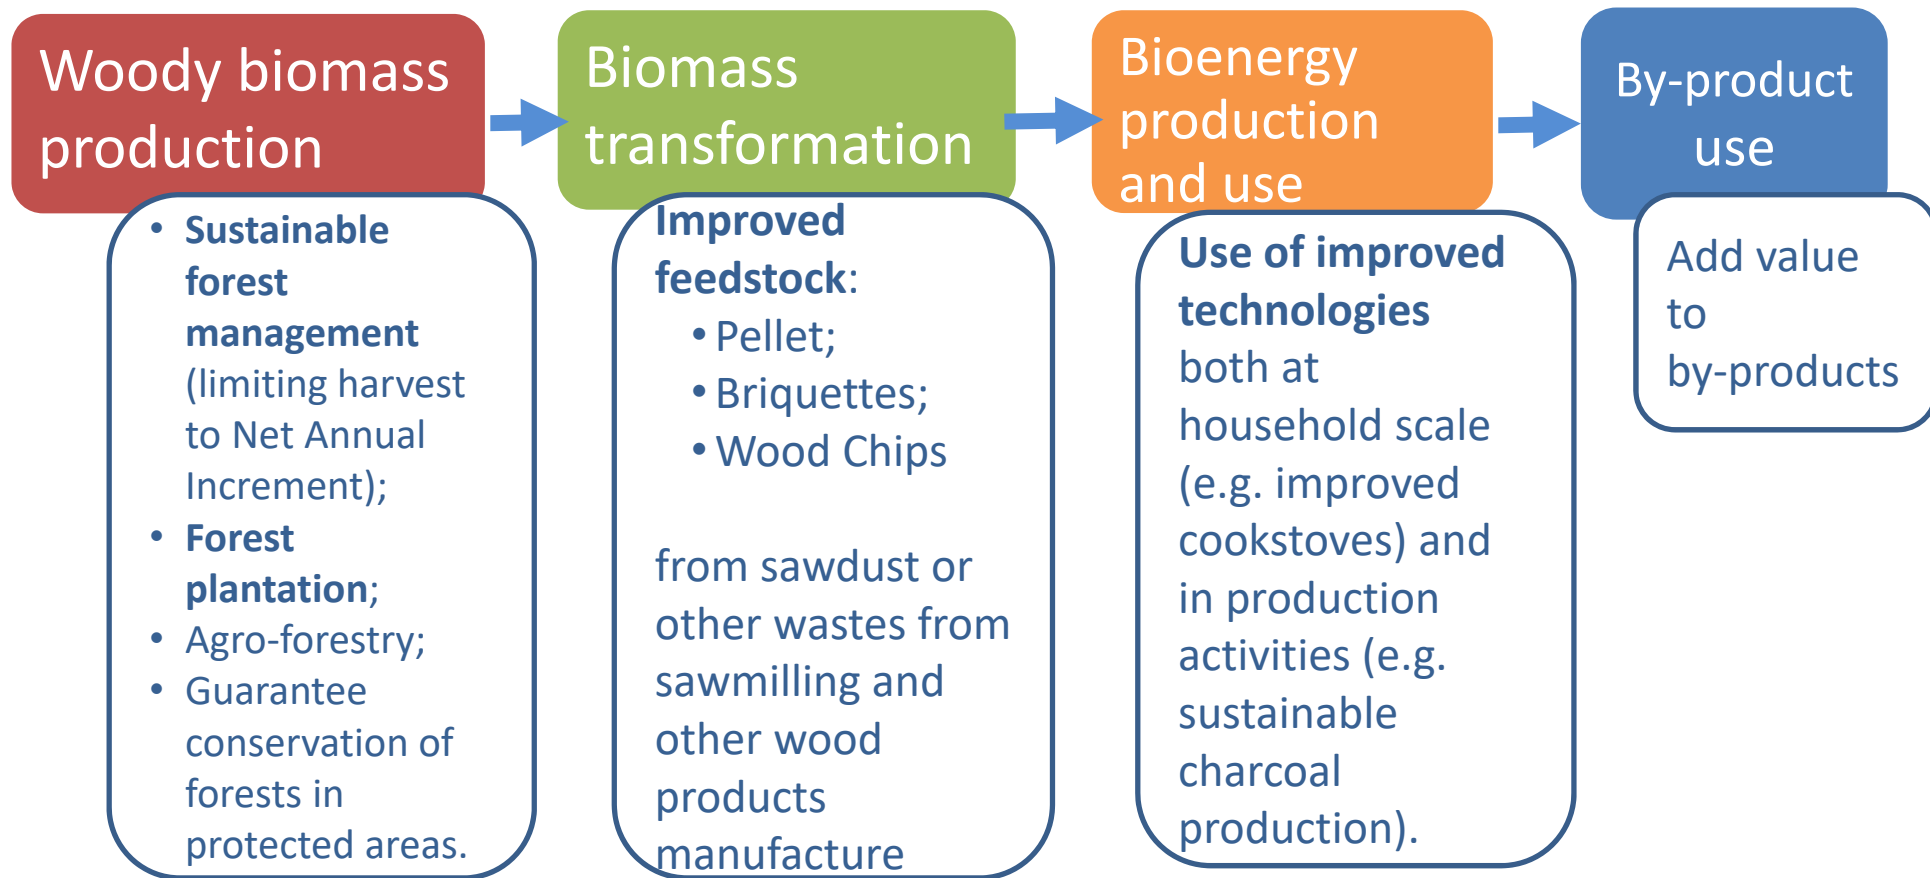 Woody biomass
production
• Sustainable
forest
management
(limiting harvest
to Net Annual
Increment);
• Forest
plantation;
• Agro-forestry;
• Guarantee
conservation of
forests in
protected areas.
Biomass
transformation
Improved
feedstock:
• Pellet;
• Briquettes;
• Wood Chips
from sawdust or
other wastes from
sawmilling and
other wood
products
manufacture
Bioenergy
production
and use
Use of improved
technologies
both at
household scale
(e.g. improved
cookstoves) and
in production
activities (e.g.
sustainable
charcoal
production).
By-product
use
Add value
to
by-products